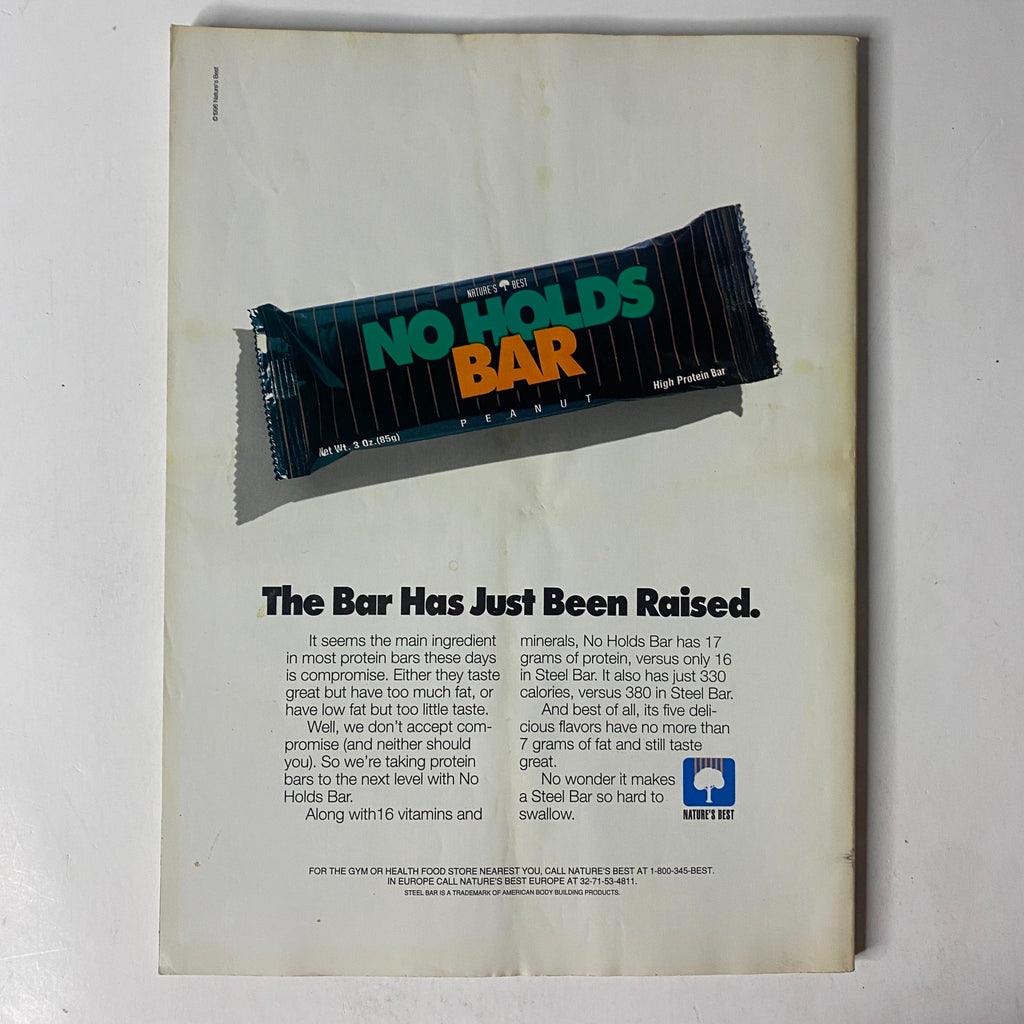 ©1996 Nature's Best
NATURE'S BEST
NO HOLDS
BAR
PEANUT
High Protein Bar
Net Wt. 3 Oz.(85g)
The Bar Has Just Been Raised.
It seems the main ingredient
in most protein bars these days
is compromise. Either they taste
great but have too much fat, or
have low fat but too little taste.
Well, we don't accept com-
promise (and neither should
you). So we're taking protein
bars to the next level with No
Holds Bar.
Along with16 vitamins and
minerals, No Holds Bar has 17
grams of protein, versus only 16
in Steel Bar. It also has just 330
calories, versus 380 in Steel Bar.
And best of all, its five deli-
cious flavors have no more than
7 grams of fat and still taste
great.
No wonder it makes
a Steel Bar so hard to
swallow.
NATURE'S BEST
FOR THE GYM OR HEALTH FOOD STORE NEAREST YOU, CALL NATURE'S BEST AT 1-800-345-BEST.
IN EUROPE CALL NATURE'S BEST EUROPE AT 32-71-53-4811.
STEEL BAR IS A TRADEMARK OF AMERICAN BODY BUILDING PRODUCTS.